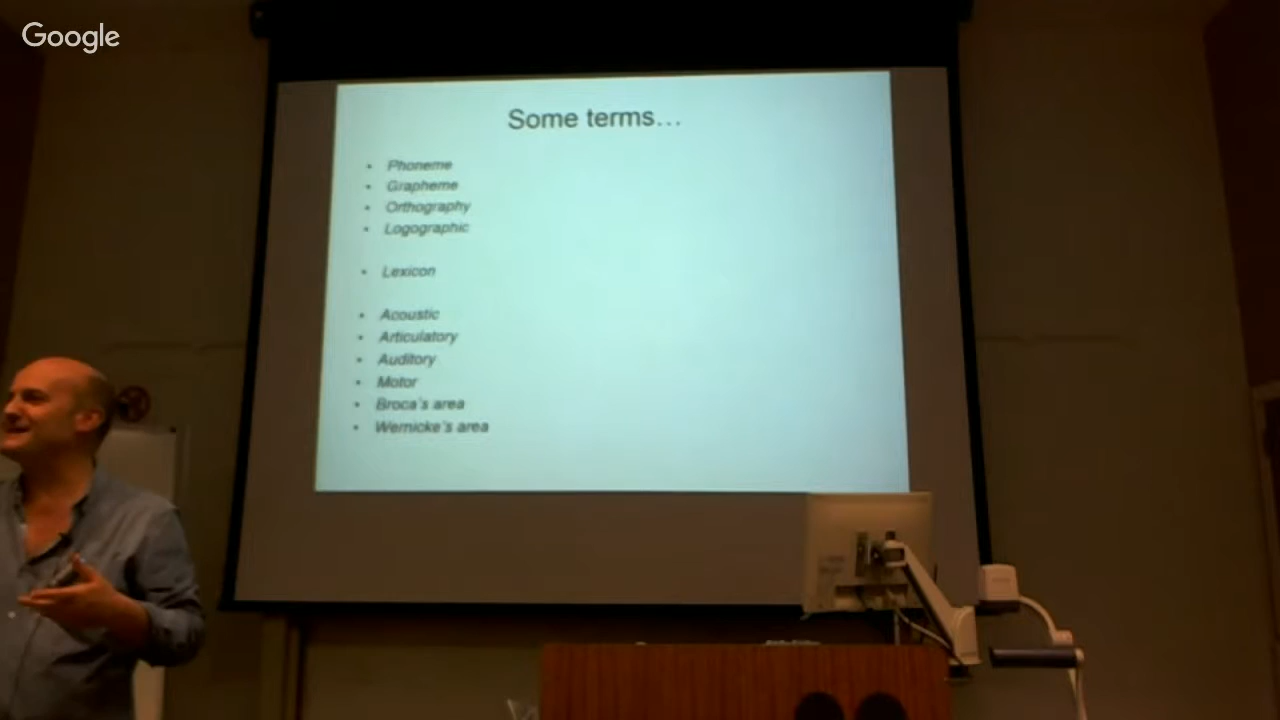 Google
Some terms…
• Phoneme
• Grapheme
• Orthography
• Logographic
• Lexicon
• Acoustic
• Articulatory
• Auditory
• Motor
• Broca's area
• Wernicke's area